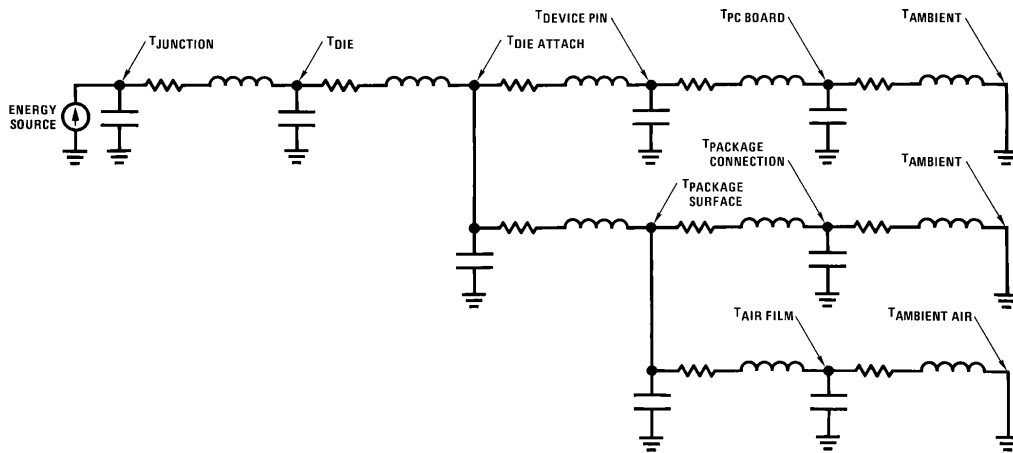 ENERGY
SOURCE
TJUNCTION
TDIE
TDIE ATTACH
TDEVICE PIN
TPC BOARD
TAMBIENT
TPACKAGE
CONNECTION
TPACKAGE
SURFACE
TAMBIENT
TAIR FILM
TAMBIENT AIR